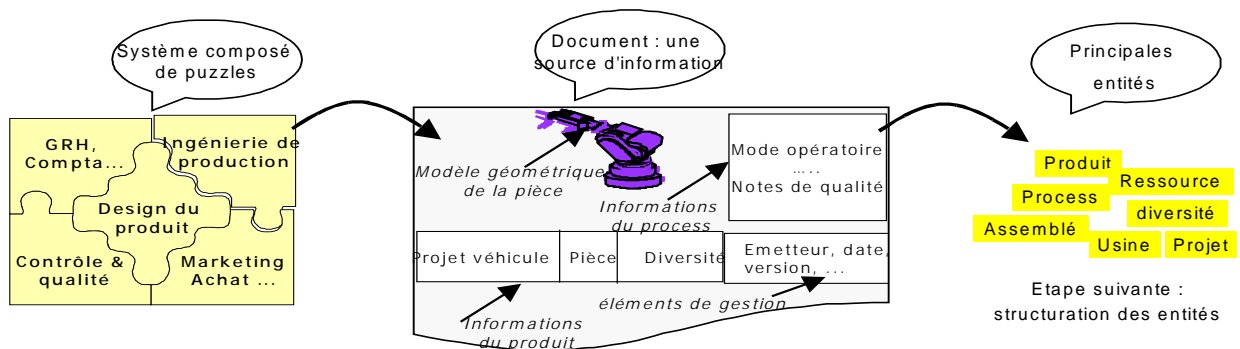 Système composé
de puzzles
GRH,
Compta...
Ingénierie de
production
Design du
produit
Contrôle &
qualité
Marketing
Achat ...
Document : une
source d'information
Modèle géométrique
de la pièce
Mode opératoire
.....
Notes de qualité
Informations
du process
Projet véhicule
Pièce
Diversité
Emetteur, date,
version, ...
éléments de gestion
Informations
du produit
Principales
entités
Produit
Ressource
Process
diversité
Assemblé
Usine
Projet
Etape suivante :
structuration des entités